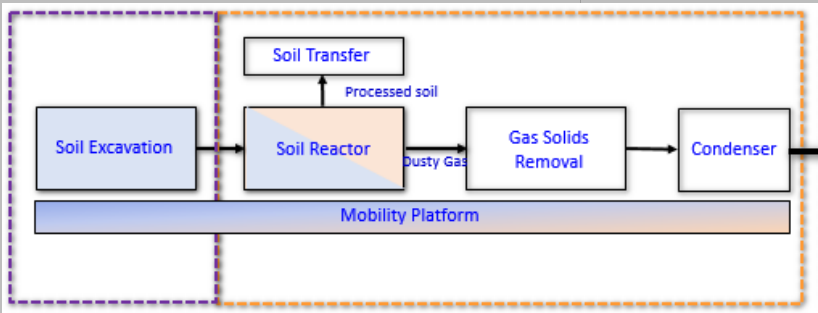 Soil Transfer
Processed soil
Soil Excavation
Soil Reactor
Dusty Gas
Gas Solids
Removal
Condenser
Mobility Platform